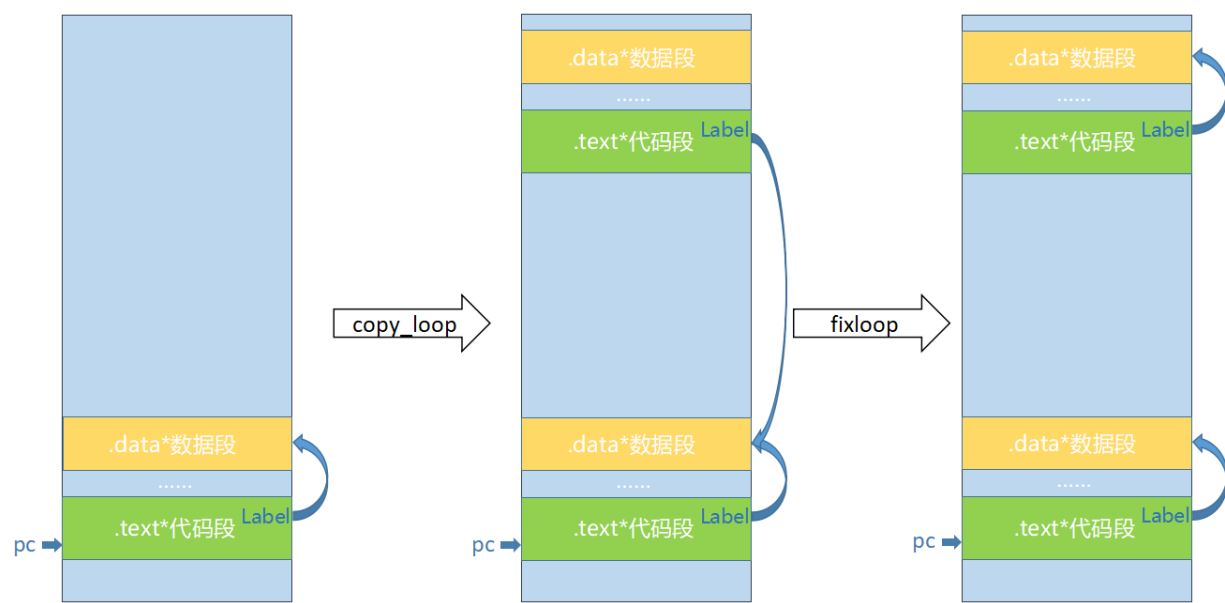 .data*数据段
......
.text*代码段
Label
pc
copy_loop
.data*数据段
......
.text*代码段
Label
.data*数据段
......
.text*代码段
Label
pc
fixloop
.data*数据段
......
.text*代码段
Label
.data*数据段
......
.text*代码段
Label
pc